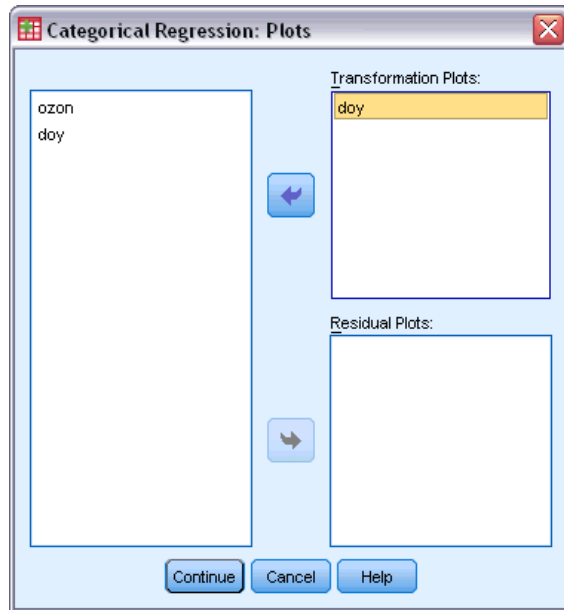 Categorical Regression: Plots
ozon
doy
Transformation Plots:
doy
Residual Plots:
Continue
Cancel
Help